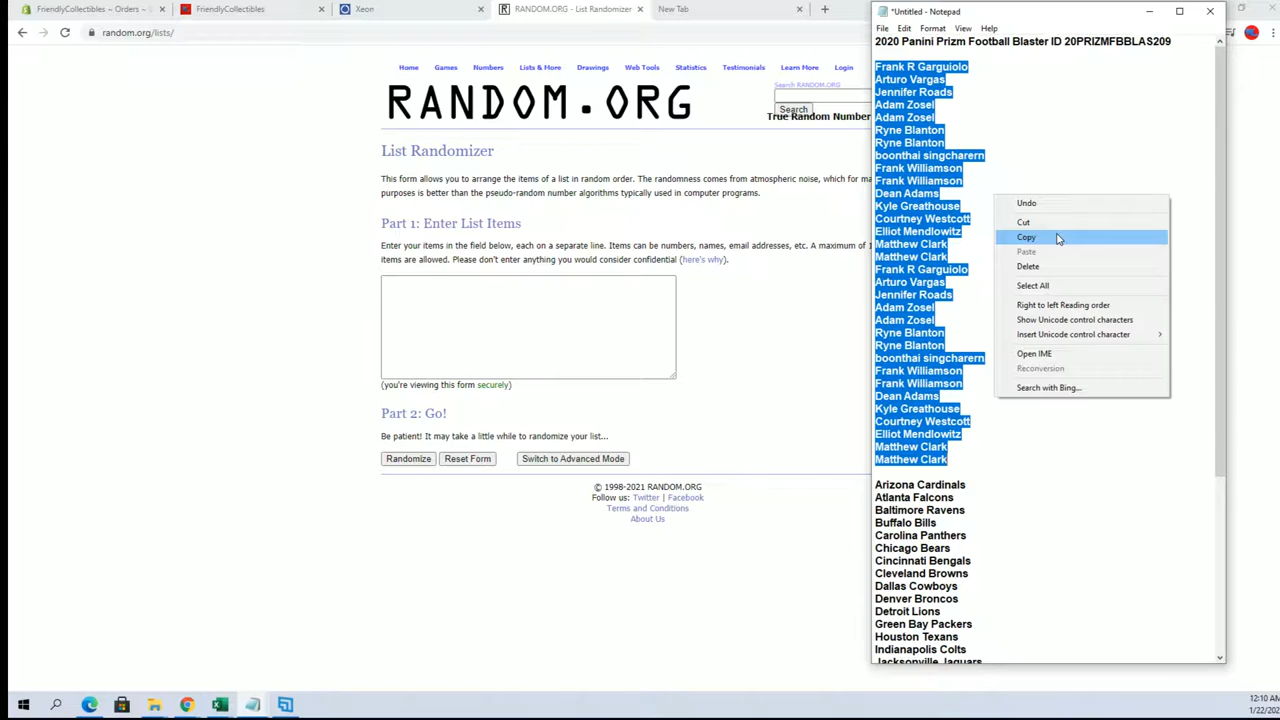 FriendlyCollectibles ~ Orders ~ S
FriendlyCollectibles
Xeon
RANDOM.ORG - List Randomizer
New Tab
random.org/lists/
Home
Games
Numbers
Lists & More
Drawings
Web Tools
Statistics
Testimonials
Learn More
Login
RANDOM.ORG
Search RANDOM.ORG
Search
True Random Number
List Randomizer
This form allows you to arrange the items of a list in random order. The randomness comes from atmospheric noise, which for ma
purposes is better than the pseudo-random number algorithms typically used in computer programs.
Part 1: Enter List Items
Enter your items in the field below, each on a separate line. Items can be numbers, names, email addresses, etc. A maximum of 1
items are allowed. Please don't enter anything you would consider confidential (here's why).
(you're viewing this form securely)
Part 2: Go!
Be patient! It may take a little while to randomize your list...
Randomize
Reset Form
Switch to Advanced Mode
© 1998-2021 RANDOM.ORG
Follow us: Twitter | Facebook
Terms and Conditions
About Us
*Untitled - Notepad
File Edit Format View Help
2020 Panini Prizm Football Blaster ID 20PRIZMFBBLAS209
Frank R Garguiolo
Arturo Vargas
Jennifer Roads
Adam Zosel
Adam Zosel
Ryne Blanton
Ryne Blanton
boonthai singcharern
Frank Williamson
Frank Williamson
Dean Adams
Kyle Greathouse
Courtney Westcott
Elliot Mendlowitz
Matthew Clark
Matthew Clark
Frank R Garguiolo
Arturo Vargas
Jennifer Roads
Adam Zosel
Adam Zosel
Ryne Blanton
Ryne Blanton
boonthai singcharern
Frank Williamson
Frank Williamson
Dean Adams
Kyle Greathouse
Courtney Westcott
Elliot Mendlowitz
Matthew Clark
Matthew Clark
Arizona Cardinals
Atlanta Falcons
Baltimore Ravens
Buffalo Bills
Carolina Panthers
Chicago Bears
Cincinnati Bengals
Cleveland Browns
Dallas Cowboys
Denver Broncos
Detroit Lions
Green Bay Packers
Houston Texans
Indianapolis Colts
Jacksonville Jaguars
Undo
Cut
Copy
Paste
Delete
Select All
Right to left Reading order
Show Unicode control characters
Insert Unicode control character
Open IME
Reconversion
Search with Bing...
12:10 AM
1/22/202